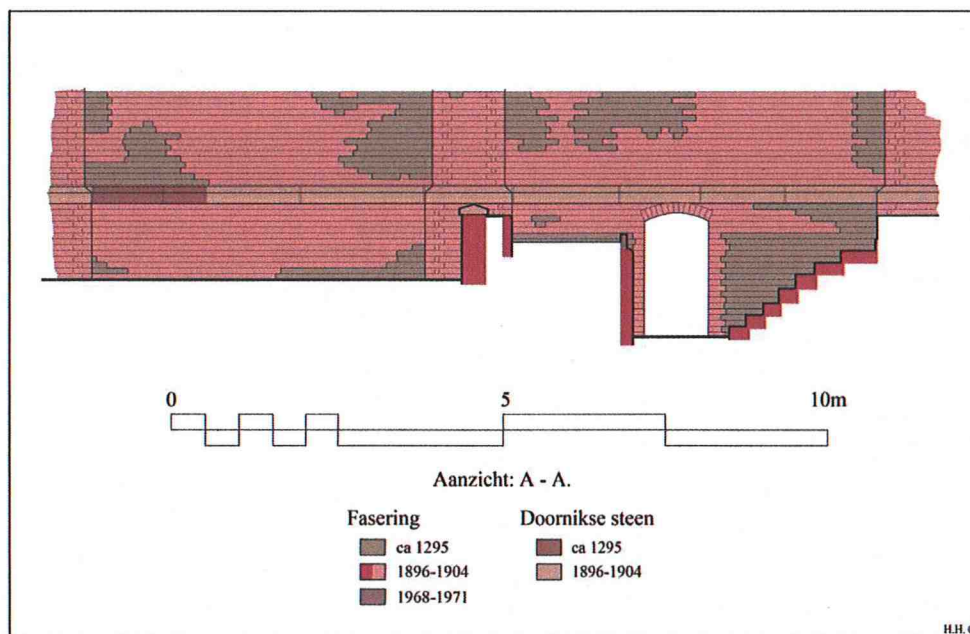 0 5 10m
Aanzicht: A - A.
Fasering Doornikse steen
ca 1295 ca 1295
1896-1904 1896-1904
1968-1971
H.H.